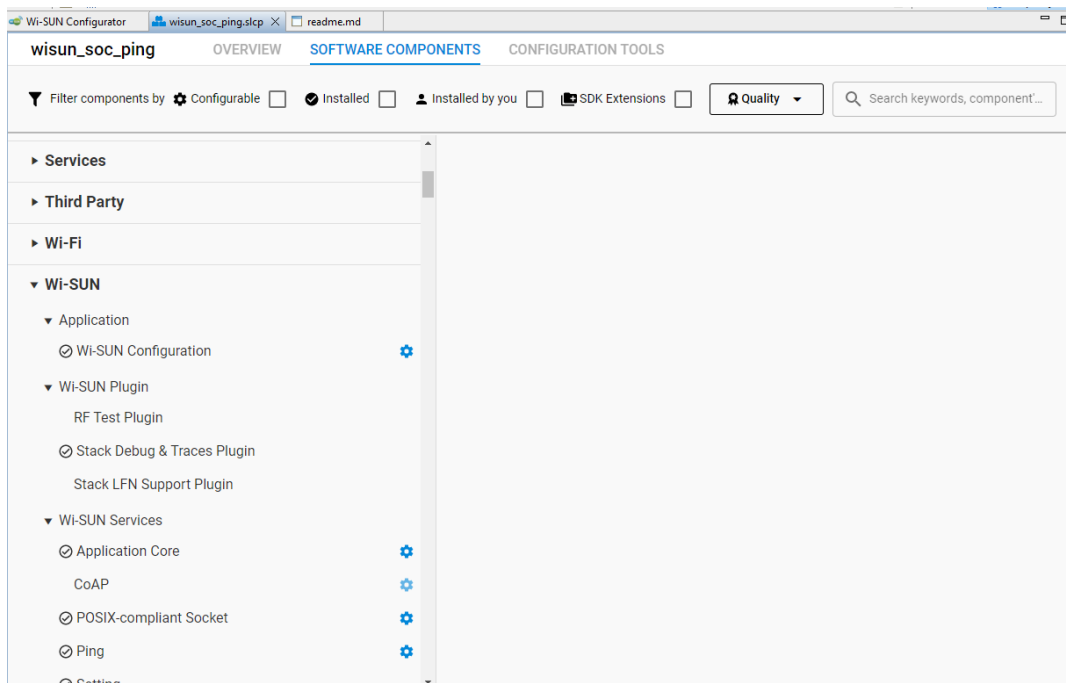 Wi-SUN Configurator
wisun_soc_ping.slcp
readme.md
wisun_soc_ping
OVERVIEW
SOFTWARE COMPONENTS
CONFIGURATION TOOLS
Filter components by
Configurable
Installed
Installed by you
SDK Extensions
Quality
Search keywords, component'...
Services
Third Party
Wi-Fi
Wi-SUN
Application
Wi-SUN Configuration
Wi-SUN Plugin
RF Test Plugin
Stack Debug & Traces Plugin
Stack LFN Support Plugin
Wi-SUN Services
Application Core
CoAP
POSIX-compliant Socket
Ping
Setting